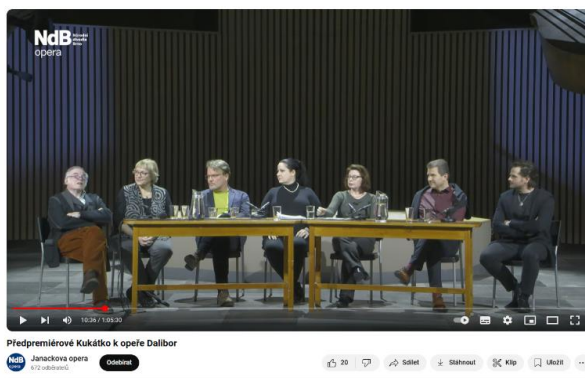 NdB
opera
10:36 / 1:05:30
Předpremiérové Kukátko k opeře Dalibor
NdB
Janackova opera
672 odběratelů
Odebírat
20
Sdílet
Stáhnout
Klip
Uložit